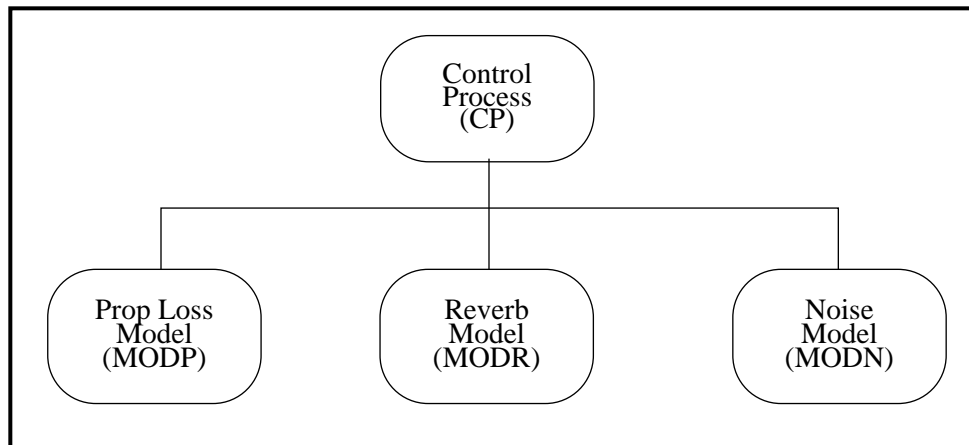 Control
Process
(CP)
Prop Loss
Model
(MODP)
Reverb
Model
(MODR)
Noise
Model
(MODN)